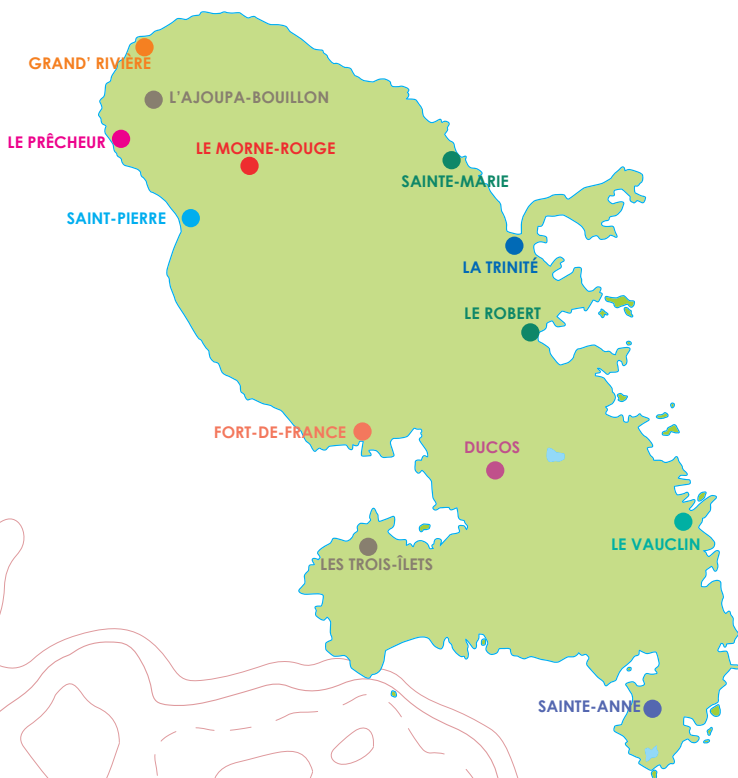 GRAND' RIVIÈRE
L'AJOUPA-BOUILLON
LE PRÊCHEUR
LE MORNE-ROUGE
SAINTE-MARIE
SAINT-PIERRE
LA TRINITÉ
LE ROBERT
FORT-DE-FRANCE
DUCOS
LE VAUCLIN
LES TROIS-ÎLETS
SAINTE-ANNE